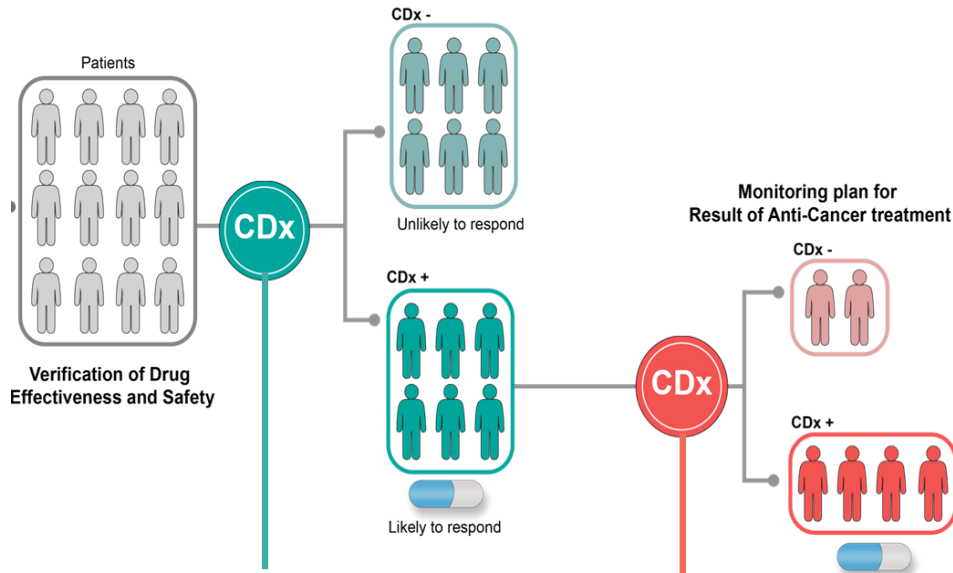 Patients
CDx
Verification of Drug
Effectiveness and Safety
CDx -
Unlikely to respond
CDx +
Likely to respond
Monitoring plan for
Result of Anti-Cancer treatment
CDx
CDx -
CDx +